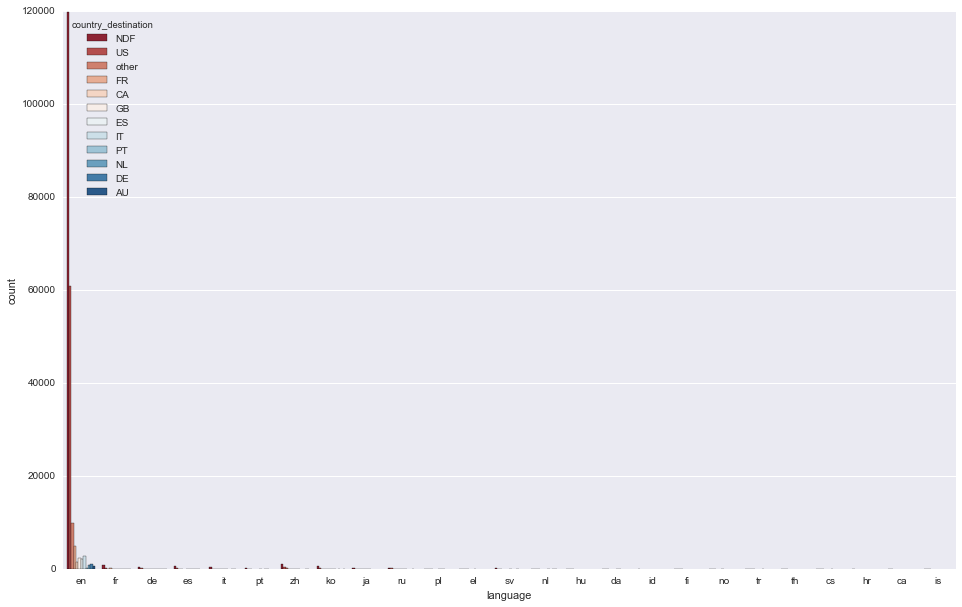 120000
100000
80000
60000
40000
20000
0
count
country_destination
NDF
US
other
FR
CA
GB
ES
IT
PT
NL
DE
AU
en fr de es it pt zh ko ja ru pl el sv nl hu da id fi no tr th cs hr ca is
language